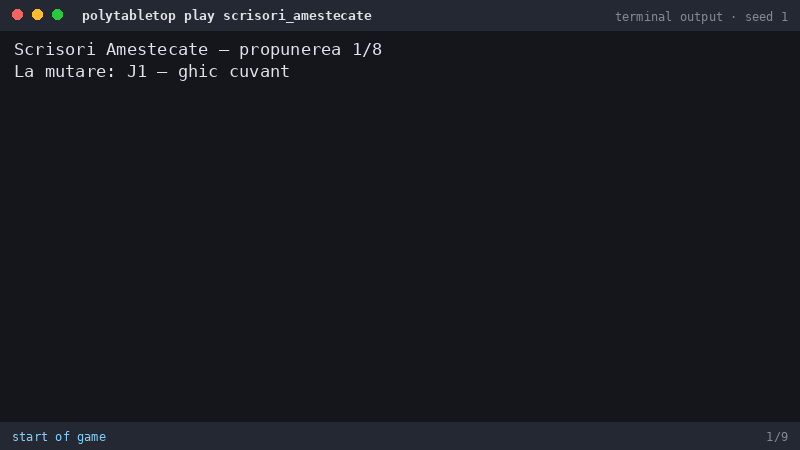 polytabletop play scrisori_amestecate
terminal output · seed 1
Scrisori Amestecate — propunerea 1/8
La mutare: J1 — ghic cuvant
start of game
1/9